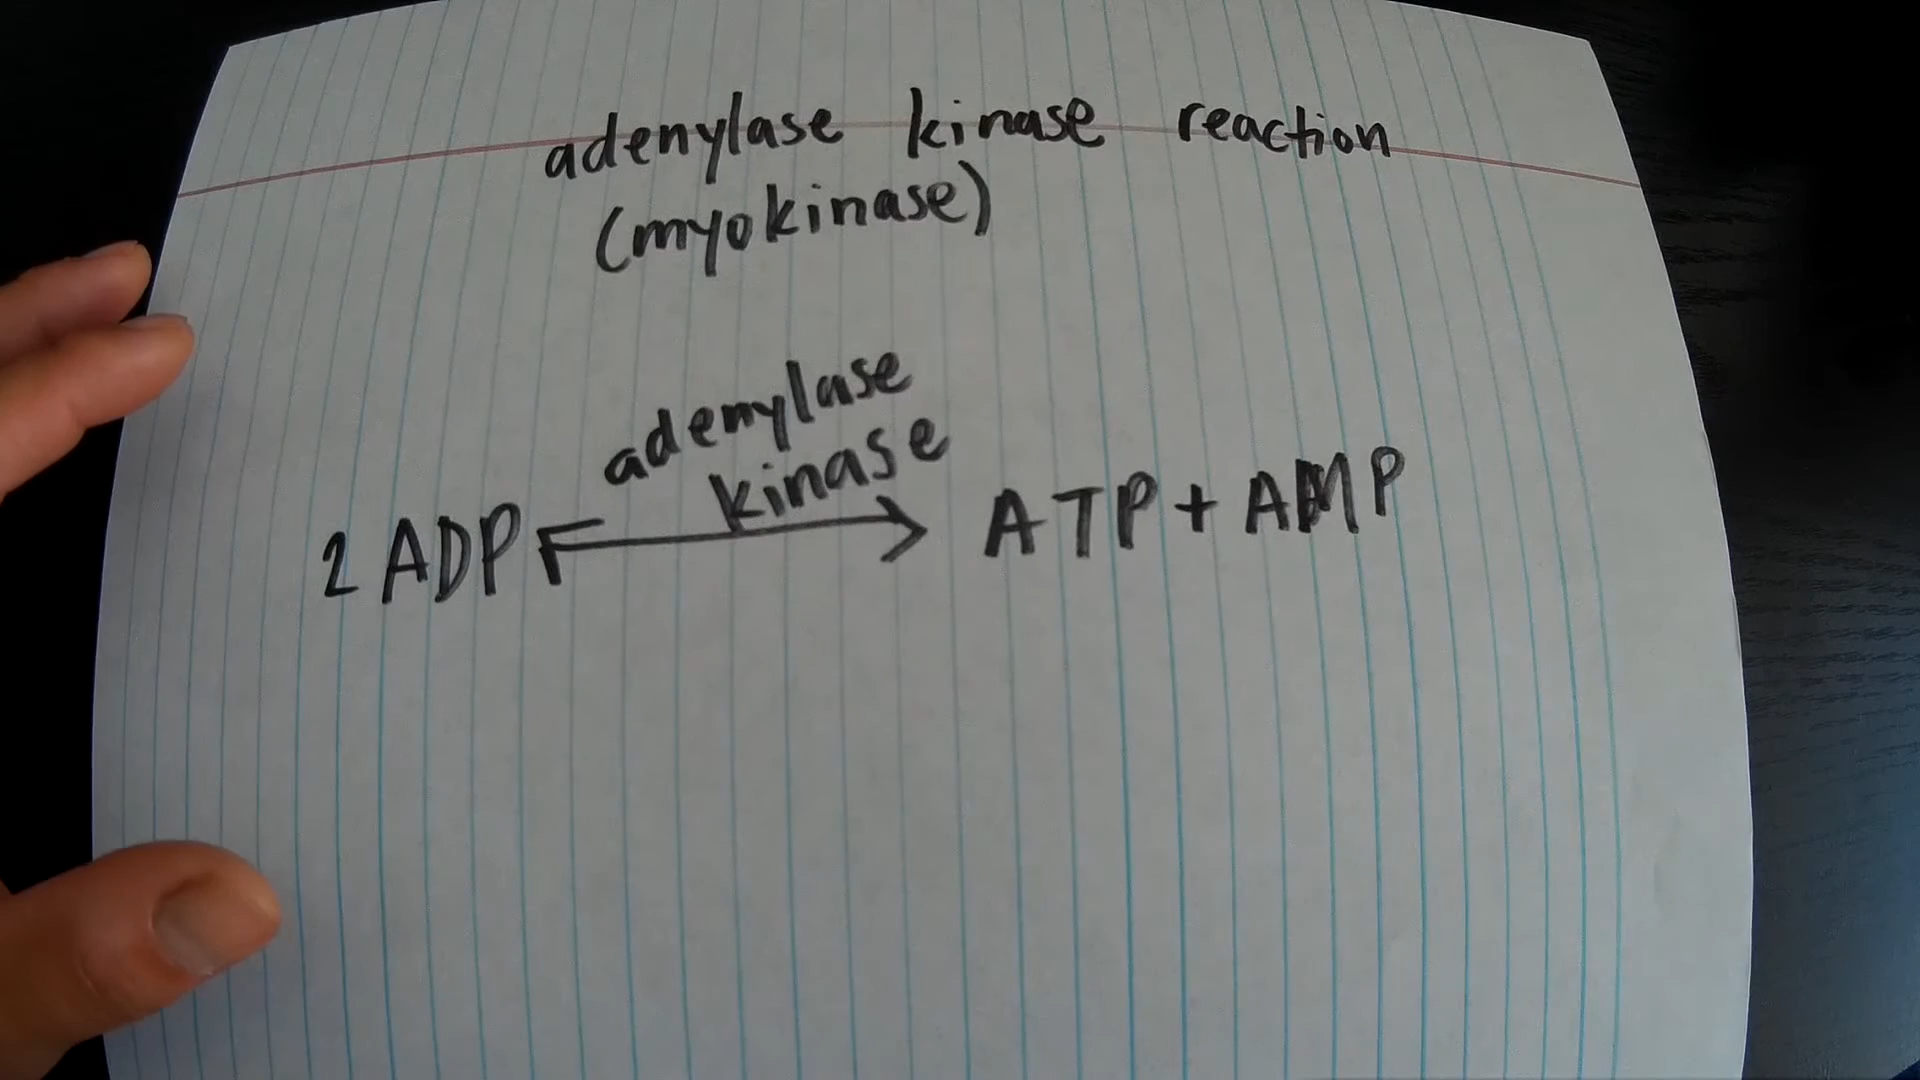 adenylase kinase reaction
(myokinase)
adenylase
kinase
2 ADP ⟷ ATP + AMP